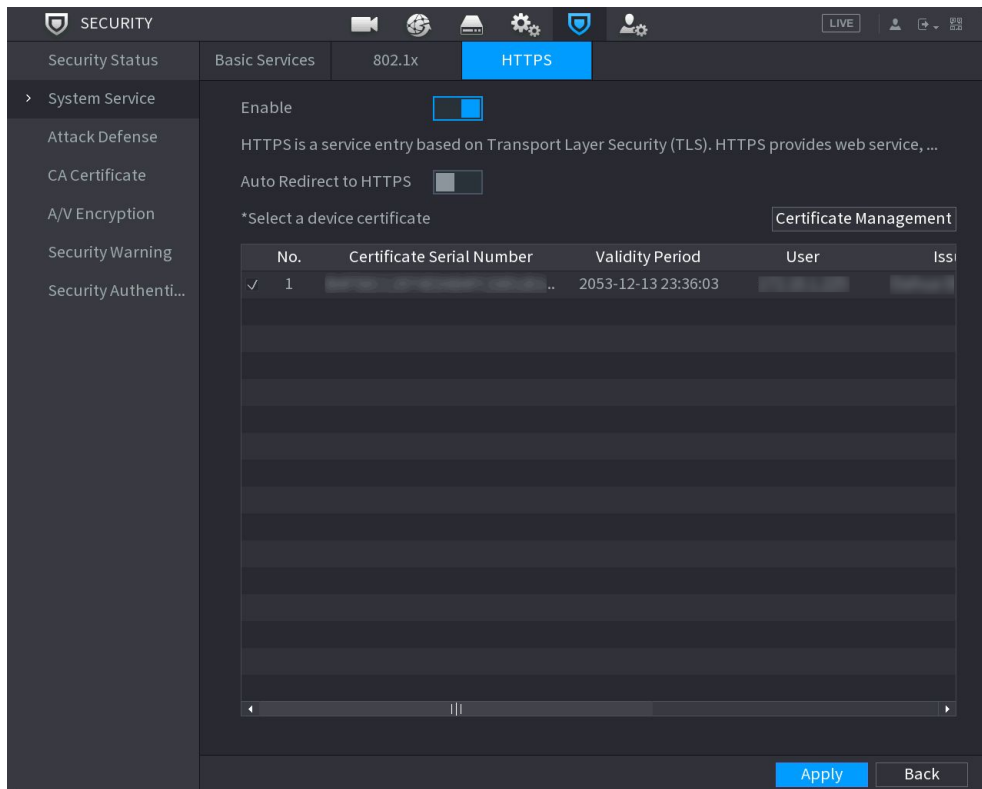 SECURITY
LIVE
Security Status
System Service
Attack Defense
CA Certificate
A/V Encryption
Security Warning
Security Authenti...
Basic Services 802.1x HTTPS
Enable
HTTPS is a service entry based on Transport Layer Security (TLS). HTTPS provides web service, ...
Auto Redirect to HTTPS
*Select a device certificate
Certificate Management
No. Certificate Serial Number Validity Period User
1 .. 2053-12-13 23:36:03
Apply Back